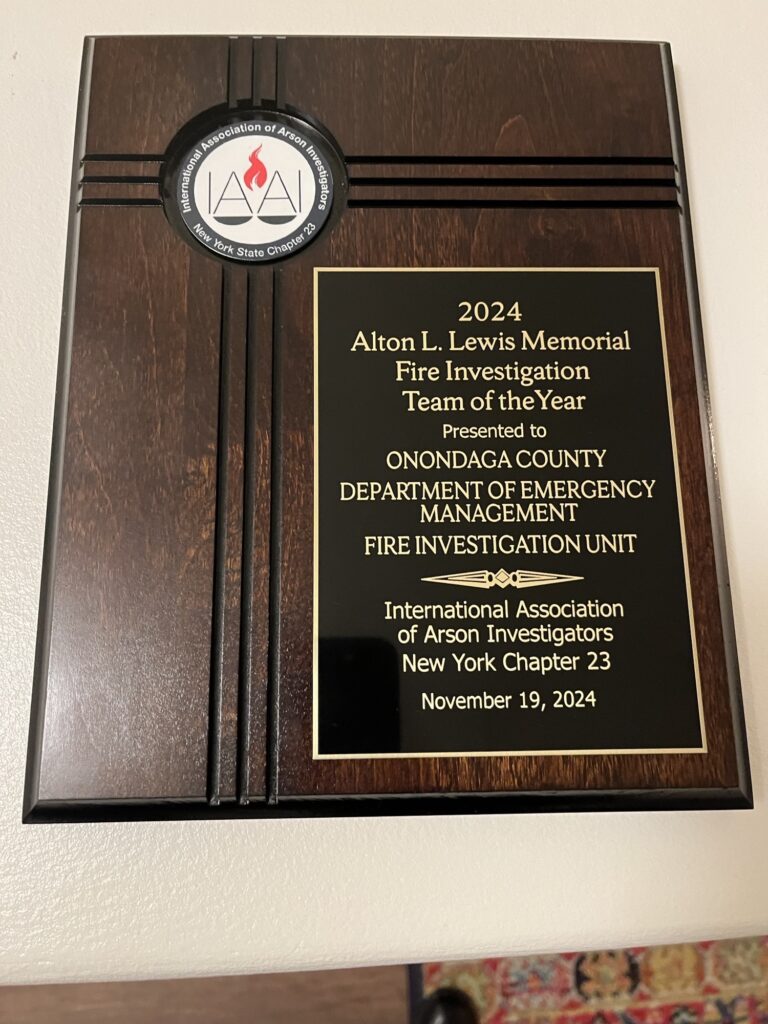 International Association of Arson Investigators
IAAI
New York State Chapter 23
2024
Alton L. Lewis Memorial
Fire Investigation
Team of theYear
Presented to
ONONDAGA COUNTY
DEPARTMENT OF EMERGENCY
MANAGEMENT
FIRE INVESTIGATION UNIT
International Association
of Arson Investigators
New York Chapter 23
November 19, 2024